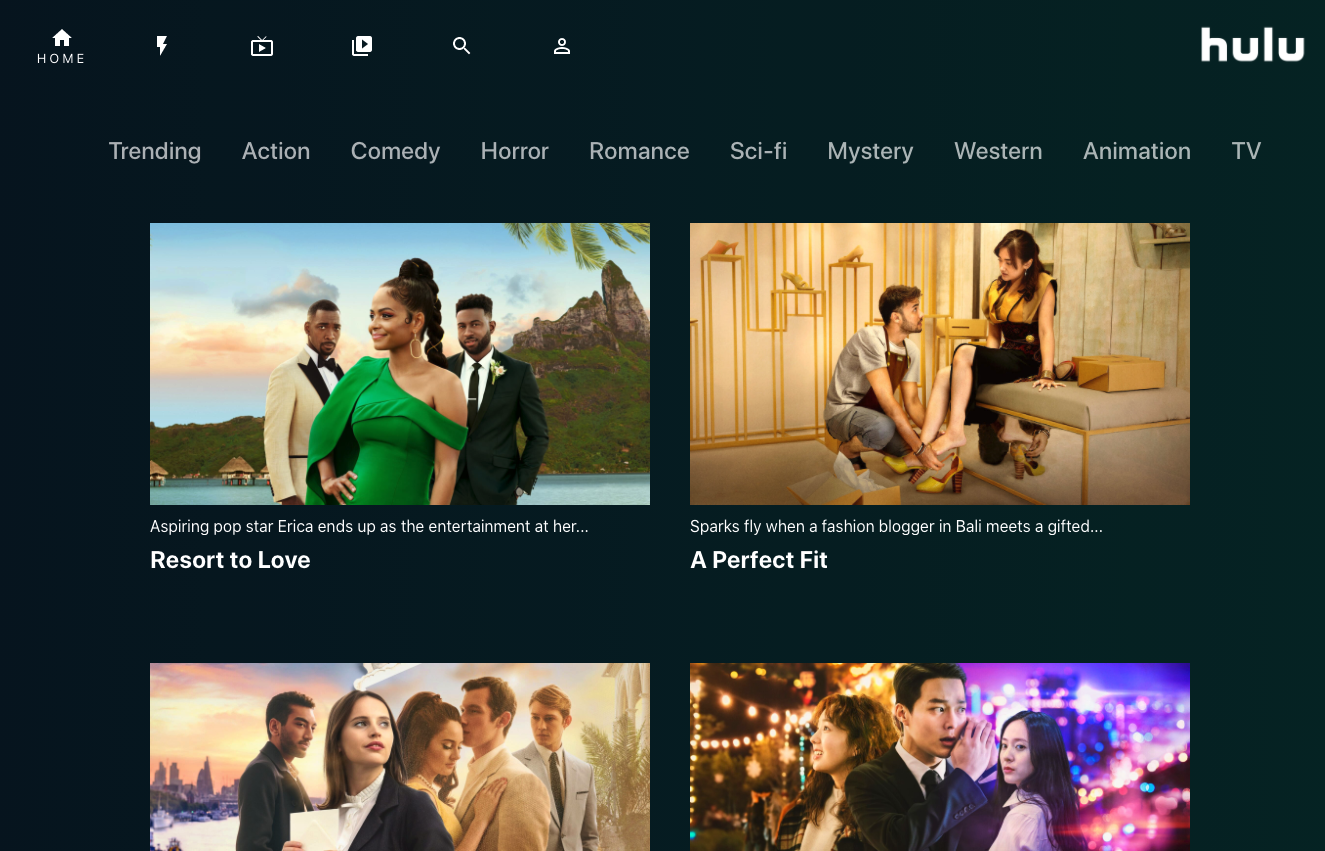 HOME
hulu
Trending Action Comedy Horror Romance Sci-fi Mystery Western Animation TV
Aspiring pop star Erica ends up as the entertainment at her...
Resort to Love
Sparks fly when a fashion blogger in Bali meets a gifted...
A Perfect Fit